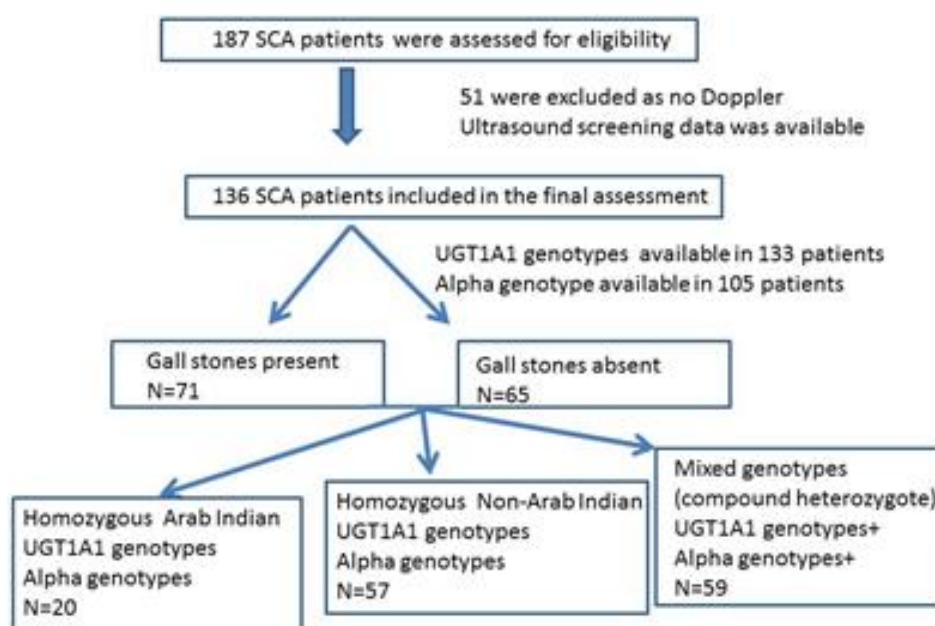 187 SCA patients were assessed for eligibility
51 were excluded as no Doppler
Ultrasound screening data was available
136 SCA patients included in the final assessment
UGT1A1 genotypes available in 133 patients
Alpha genotype available in 105 patients
Gall stones present
N=71
Gall stones absent
N=65
Homozygous Arab Indian
UGT1A1 genotypes
Alpha genotypes
N=20
Homozygous Non-Arab Indian
UGT1A1 genotypes
Alpha genotypes
N=57
Mixed genotypes
(compound heterozygote)
UGT1A1 genotypes+
Alpha genotypes+
N=59